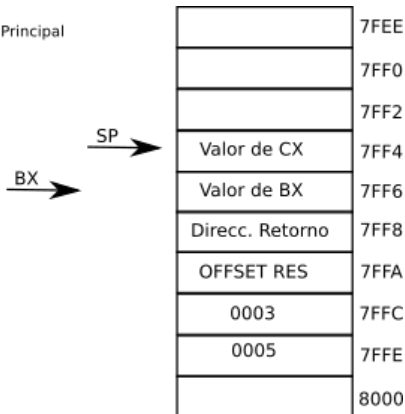 7FEE
Principal
7FF0
7FF2
SP
Valor de CX 7FF4
BX
Valor de BX 7FF6
Direcc. Retorno 7FF8
OFFSET RES 7FFA
0003 7FFC
0005 7FFE
8000